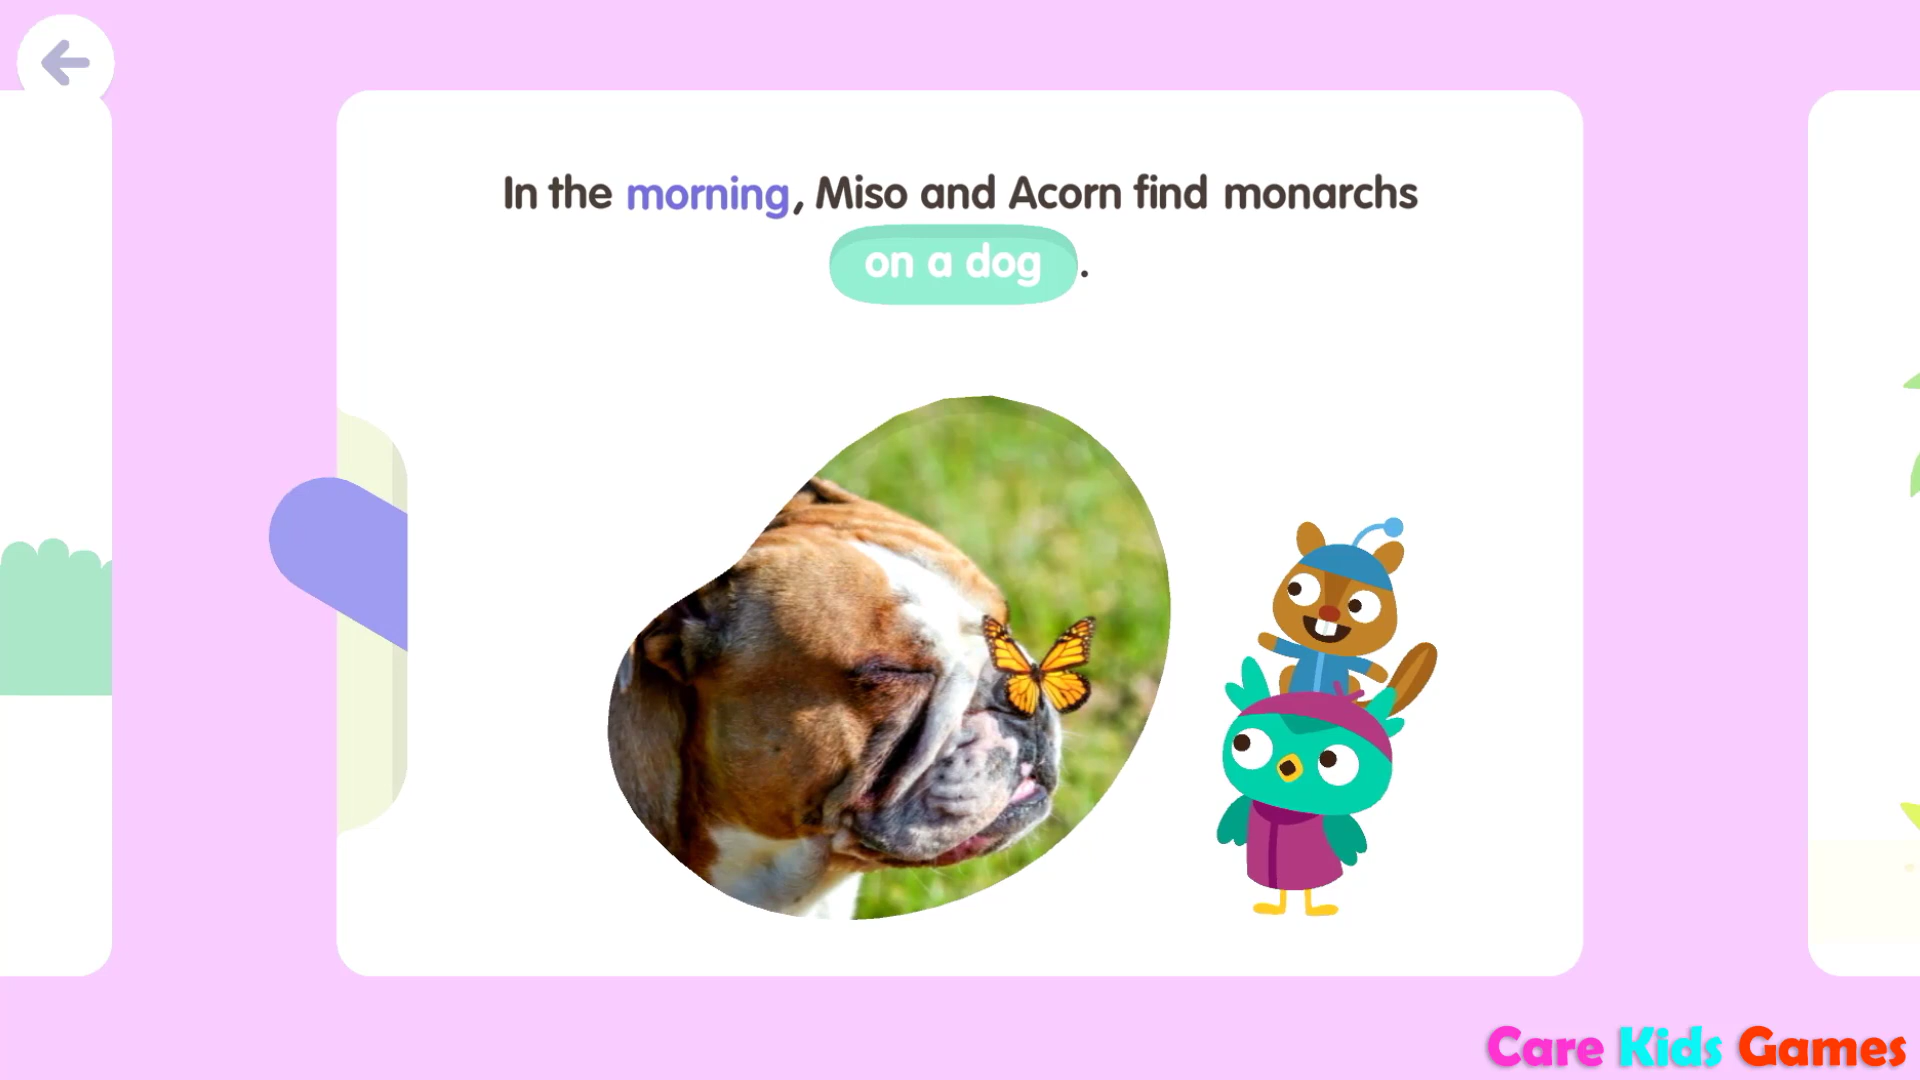 In the morning, Miso and Acorn find monarchs
on a dog.
Care Kids Games